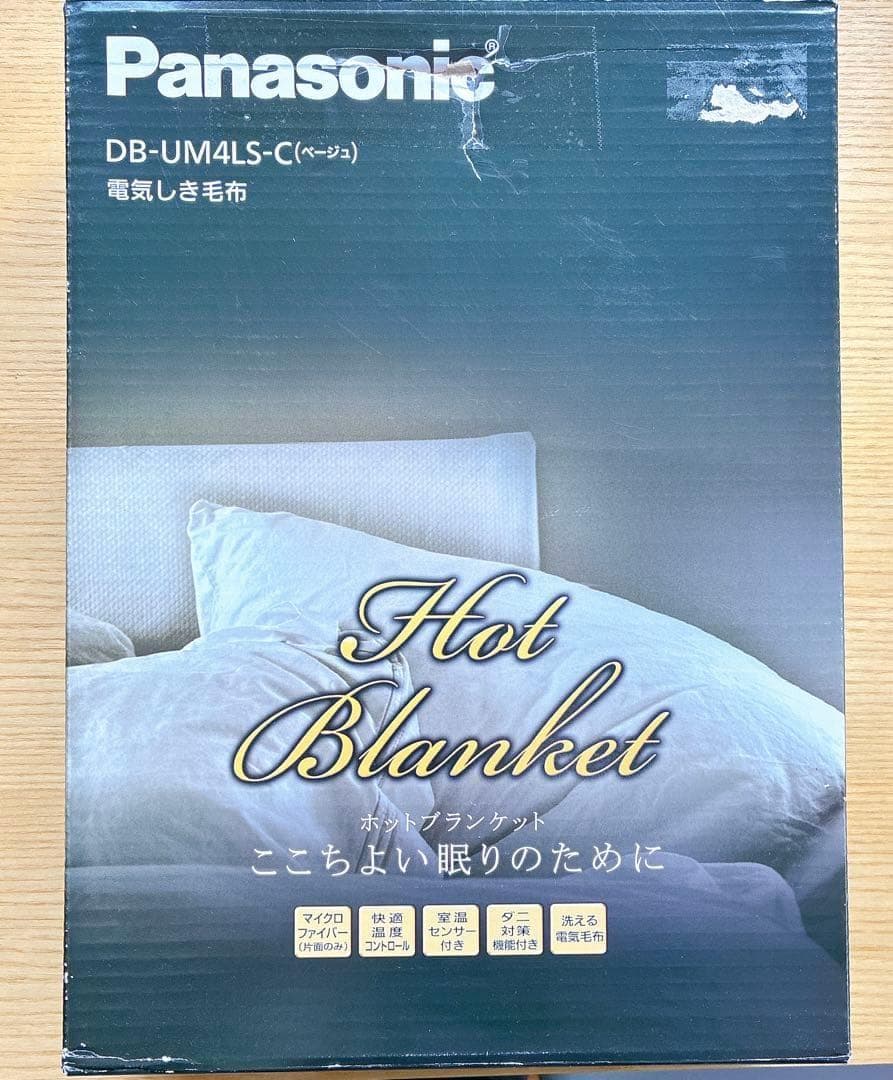 Panasonic®
DB-UM4LS-C(ベージュ)
電気しき毛布
Hot
Blanket
ホットブランケット
ここちよい眠りのために
マイクロ
ファイバー
(片面のみ)
快適
温度
コントロール
室温
センサー
付き
ダニ
対策
機能付き
洗える
電気毛布